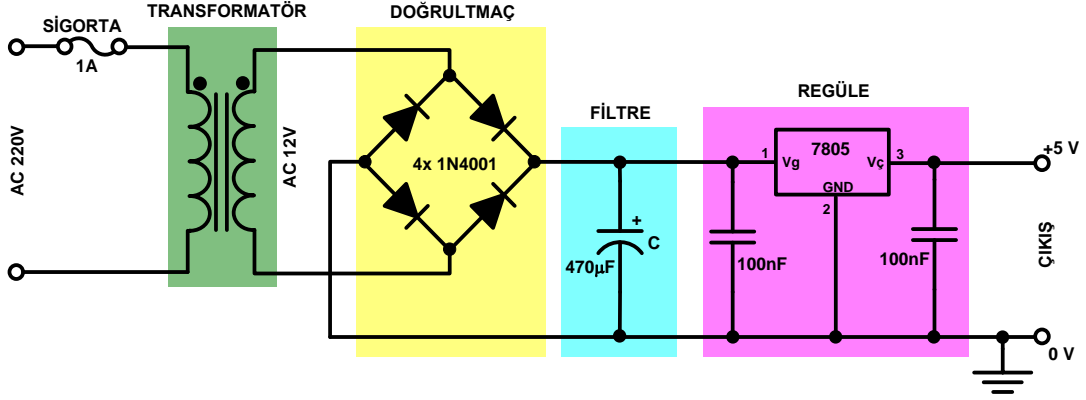 TRANSFORMATÖR
DOĞRULTMAÇ
SİGORTA
1A
AC 220V
AC 12V
4x 1N4001
FİLTRE
+
C
470µF
REGÜLE
1
Vg
7805
Vç
3
GND
2
100nF
100nF
+5 V
ÇIKIŞ
0 V